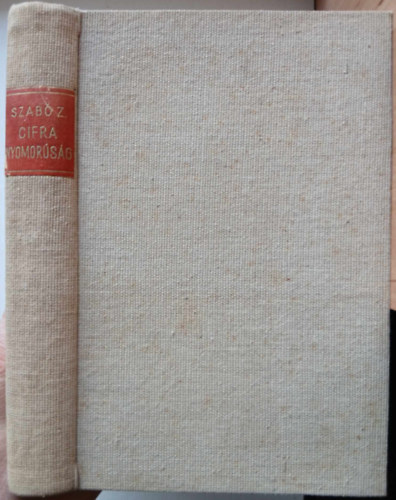 SZABÓ Z.
CIFRA
NYOMORÚSÁG